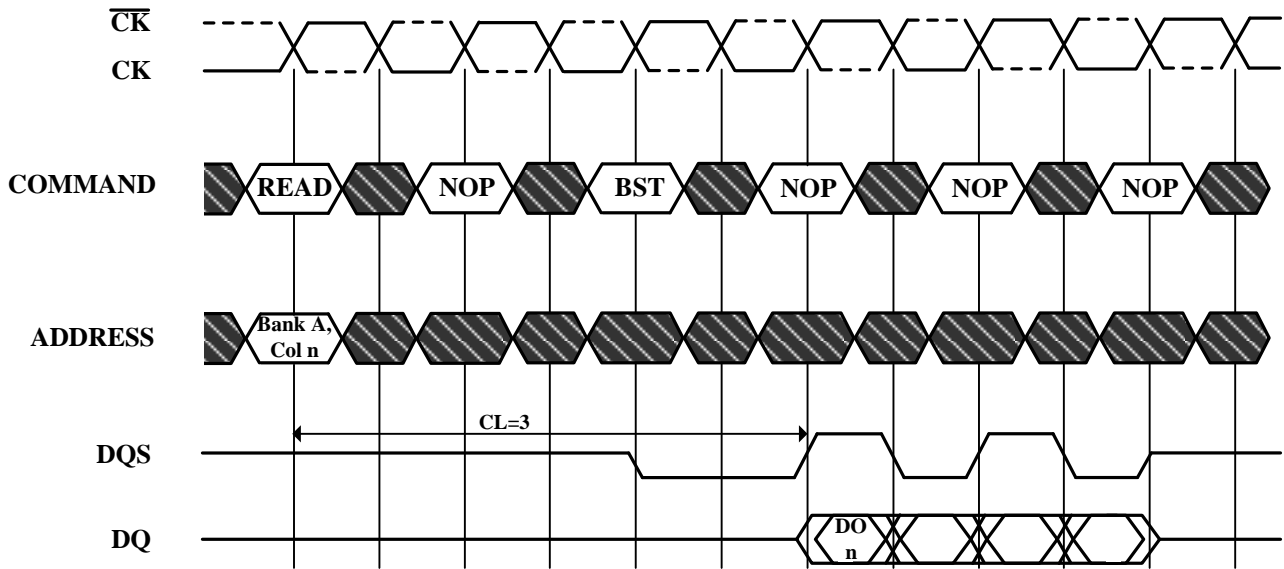 CK
CK
COMMAND
READ
NOP
BST
NOP
NOP
NOP
ADDRESS
Bank A,
Col n
CL=3
DQS
DQ
DO
n